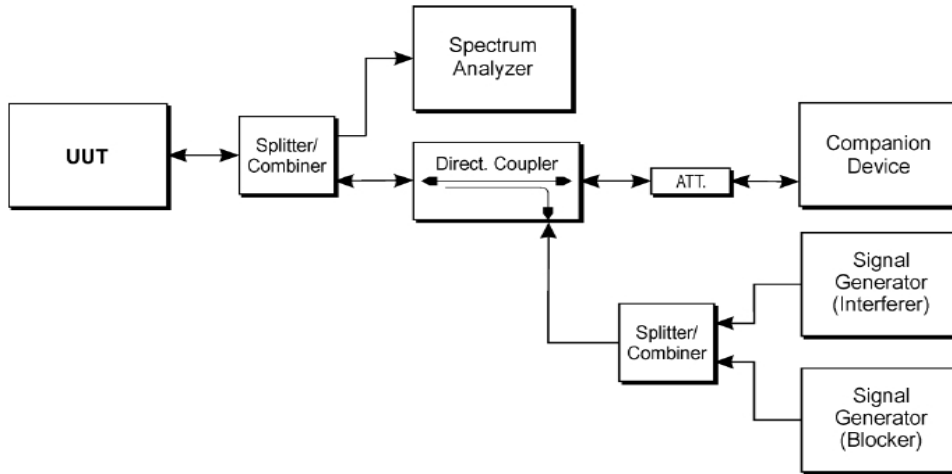 Spectrum
Analyzer
UUT
Splitter/
Combiner
Direct. Coupler
ATT.
Companion
Device
Signal
Generator
(Interferer)
Splitter/
Combiner
Signal
Generator
(Blocker)